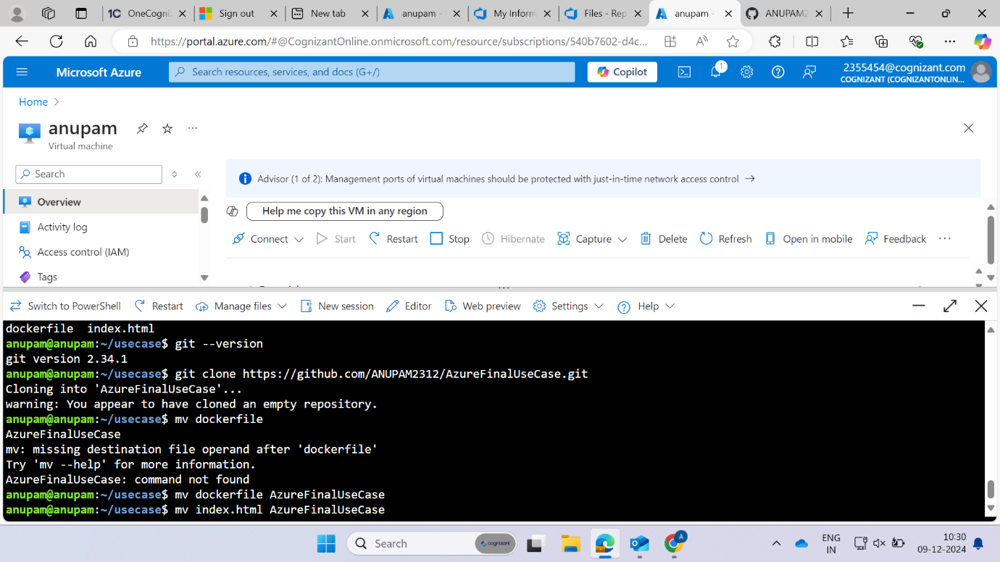 1C OneCogniz
Sign out
New tab
anupam -
My Inform
Files - Rep
anupam -
ANUPAM2
https://portal.azure.com/#@CognizantOnline.onmicrosoft.com/resource/subscriptions/540b7602-d4c...
Microsoft Azure
Search resources, services, and docs (G+/)
Copilot
1
2355454@cognizant.com
COGNIZANT (COGNIZANTONLIN...
Home
anupam
Virtual machine
Search
Overview
Activity log
Access control (IAM)
Tags
Advisor (1 of 2): Management ports of virtual machines should be protected with just-in-time network access control
Help me copy this VM in any region
Connect
Start
Restart
Stop
Hibernate
Capture
Delete
Refresh
Open in mobile
Feedback
Switch to PowerShell
Restart
Manage files
New session
Editor
Web preview
Settings
Help
dockerfile  index.html
anupam@anupam:~/usecase$ git --version
git version 2.34.1
anupam@anupam:~/usecase$ git clone https://github.com/ANUPAM2312/AzureFinalUseCase.git
Cloning into 'AzureFinalUseCase'...
warning: You appear to have cloned an empty repository.
anupam@anupam:~/usecase$ mv dockerfile
AzureFinalUseCase
mv: missing destination file operand after 'dockerfile'
Try 'mv --help' for more information.
AzureFinalUseCase: command not found
anupam@anupam:~/usecase$ mv dockerfile AzureFinalUseCase
anupam@anupam:~/usecase$ mv index.html AzureFinalUseCase
Search
cognizant
A
ENG
IN
10:30
09-12-2024